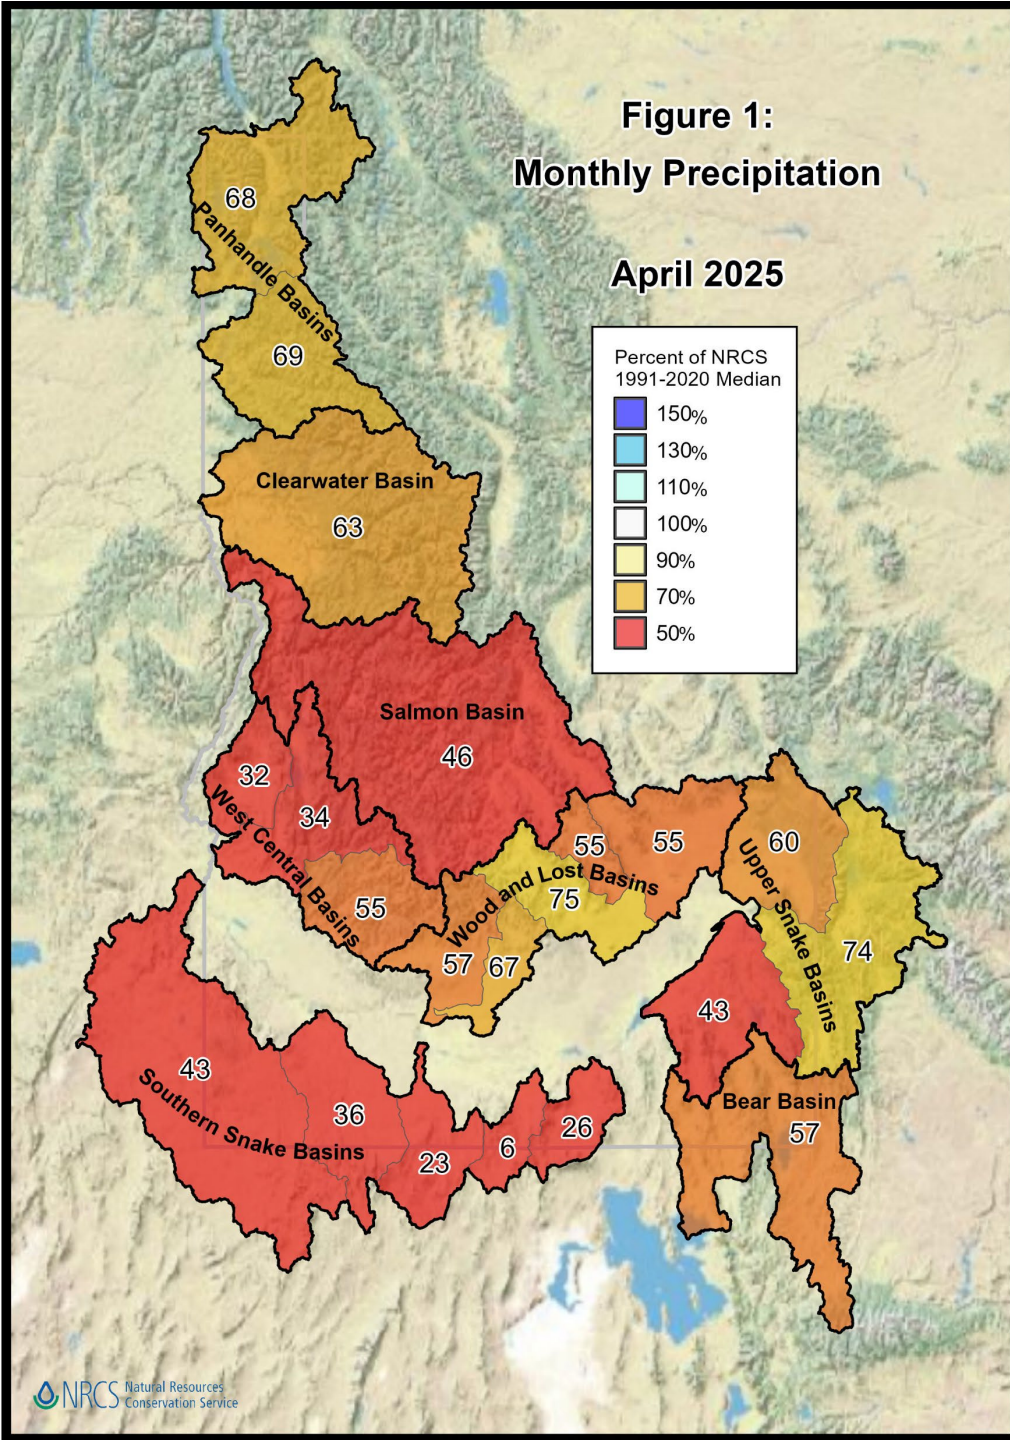 Figure 1:
Monthly Precipitation
April 2025
Percent of NRCS
1991-2020 Median
150%
130%
110%
100%
90%
70%
50%
68
Panhandle Basins
69
Clearwater Basin
63
Salmon Basin
46
32
34
West Central Basins
55
55
55
Wood and Lost Basins
75
57
67
60
Upper Snake Basins
74
43
43
Southern Snake Basins
36
23
6
26
Bear Basin
57
NRCS
Natural Resources
Conservation Service